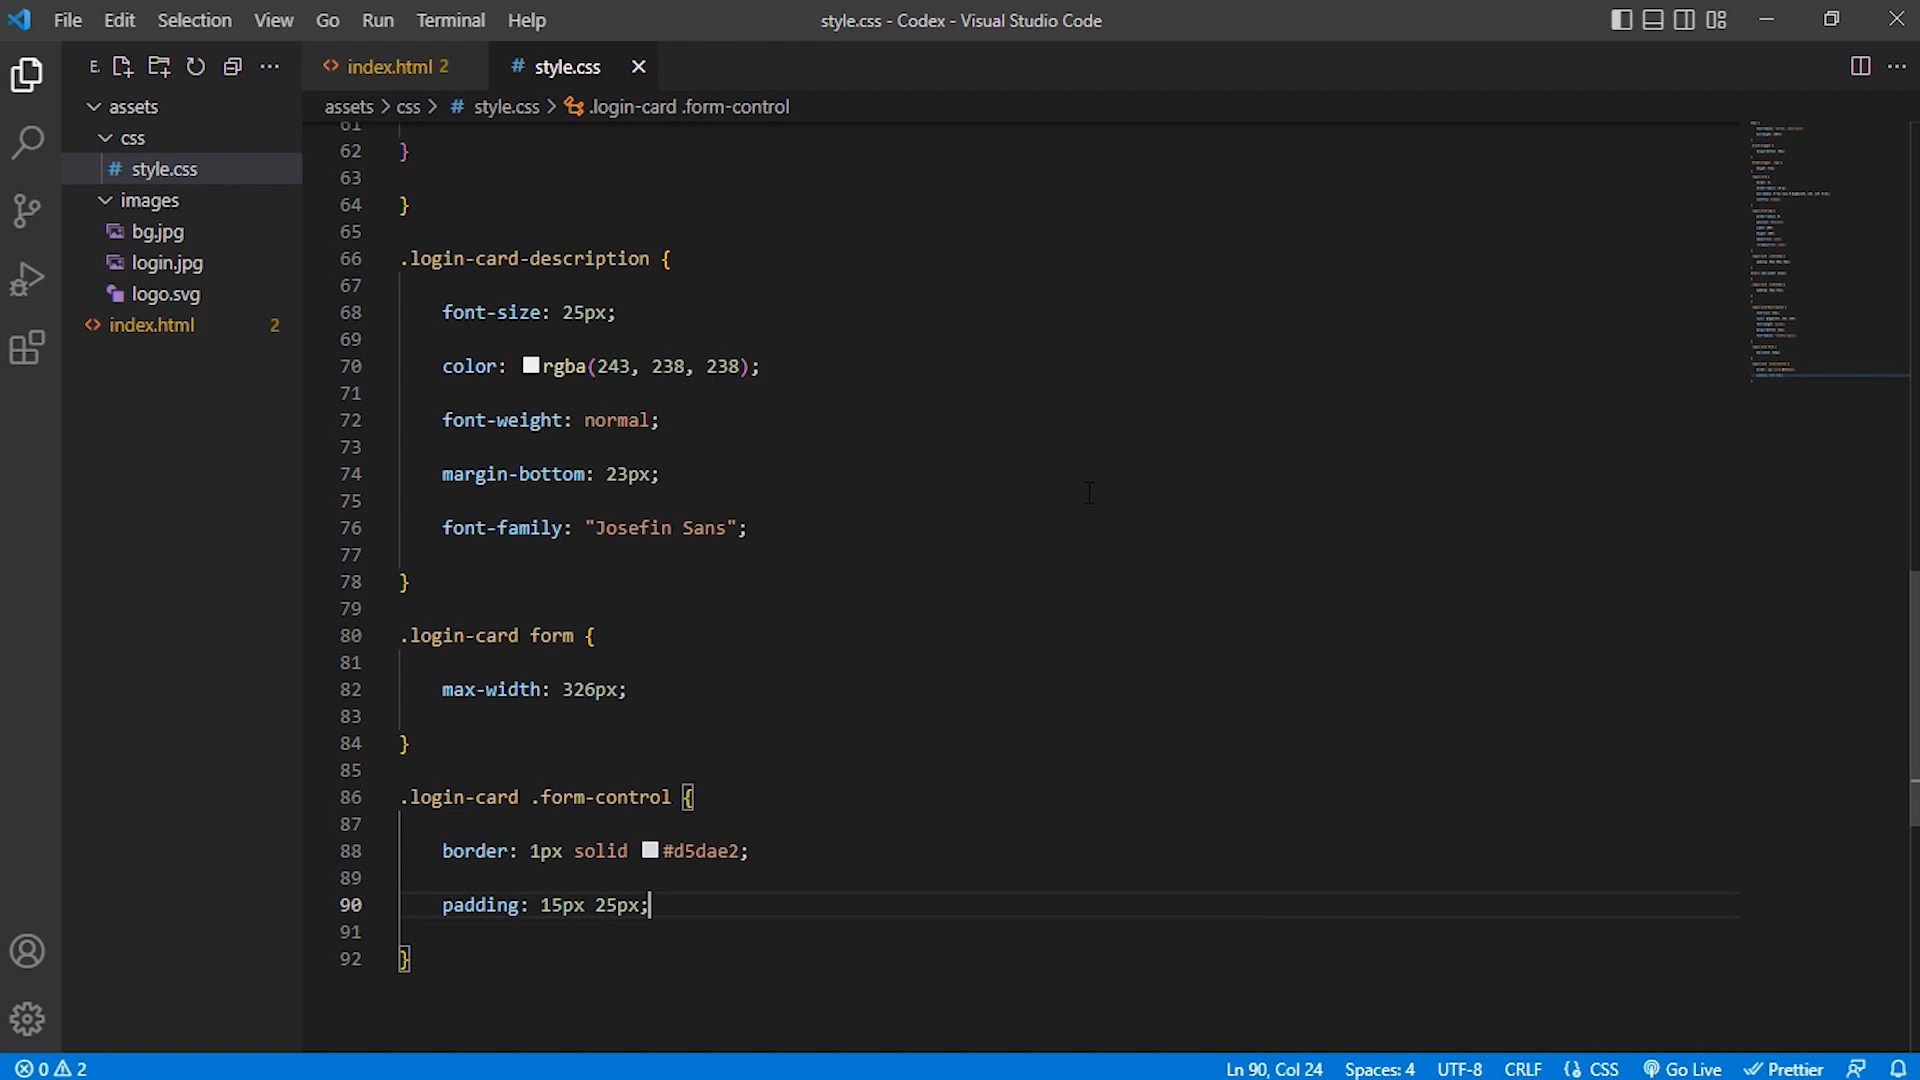 File Edit Selection View Go Run Terminal Help
style.css - Codex - Visual Studio Code
E.
index.html 2
# style.css
assets > css > # style.css > .login-card .form-control
assets
css
# style.css
images
bg.jpg
login.jpg
logo.svg
<> index.html 2
61
62 }
63
64 }
65
66 .login-card-description {
67
68 font-size: 25px;
69
70 color: rgba(243, 238, 238);
71
72 font-weight: normal;
73
74 margin-bottom: 23px;
75
76 font-family: "Josefin Sans";
77
78 }
79
80 .login-card form {
81
82 max-width: 326px;
83
84 }
85
86 .login-card .form-control {
87
88 border: 1px solid #d5dae2;
89
90 padding: 15px 25px;
91
92 }
0 2
Ln 90, Col 24 Spaces: 4 UTF-8 CRLF {} CSS Go Live Prettier